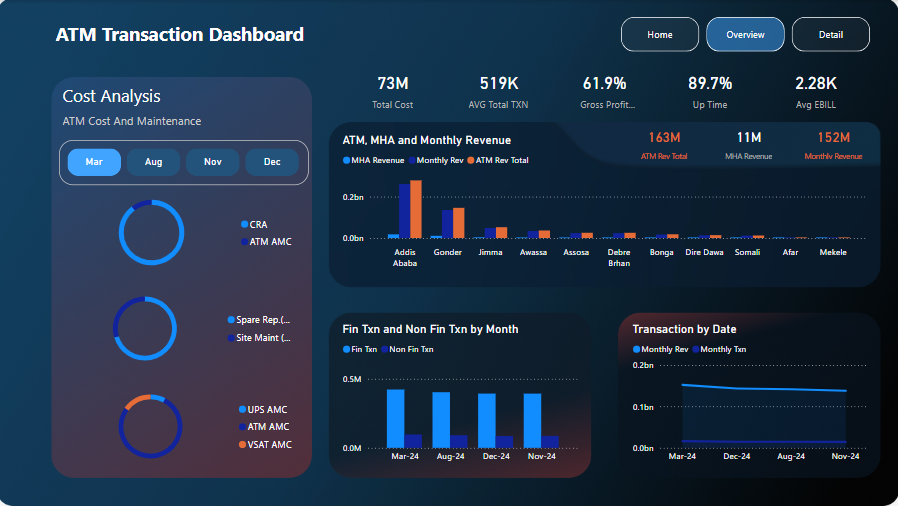 ATM Transaction Dashboard
Home
Overview
Detail
Cost Analysis
ATM Cost And Maintenance
Mar
Aug
Nov
Dec
CRA
ATM AMC
Spare Rep.(...
Site Maint (...
UPS AMC
ATM AMC
VSAT AMC
73M
Total Cost
519K
AVG Total TXN
61.9%
Gross Profit...
89.7%
Up Time
2.28K
Avg EBILL
ATM, MHA and Monthly Revenue
MHA Revenue Monthly Rev ATM Rev Total
163M
ATM Rev Total
11M
MHA Revenue
152M
Monthly Revenue
0.2bn
0.0bn
Addis
Ababa
Gonder
Jimma
Awassa
Assosa
Debre
Brhan
Bonga
Dire Dawa
Somali
Afar
Mekele
Fin Txn and Non Fin Txn by Month
Fin Txn Non Fin Txn
0.5M
0.0M
Mar-24 Aug-24 Dec-24 Nov-24
Transaction by Date
Monthly Rev Monthly Txn
0.2bn
0.1bn
0.0bn
Mar-24 Dec-24 Aug-24 Nov-24